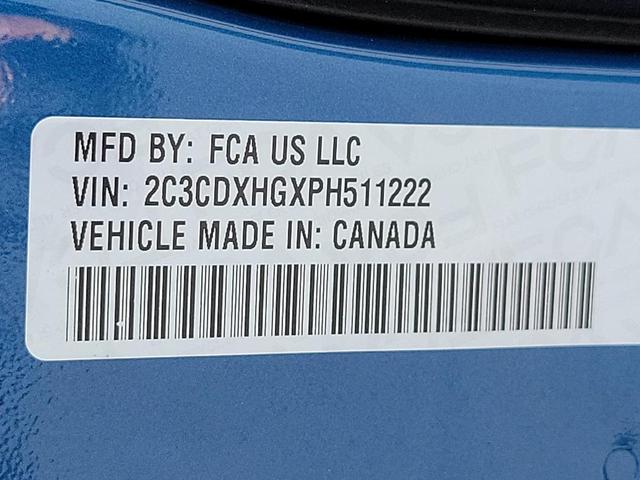 MFD BY: FCA US LLC
VIN: 2C3CDXHGXPH511222
VEHICLE MADE IN: CANADA